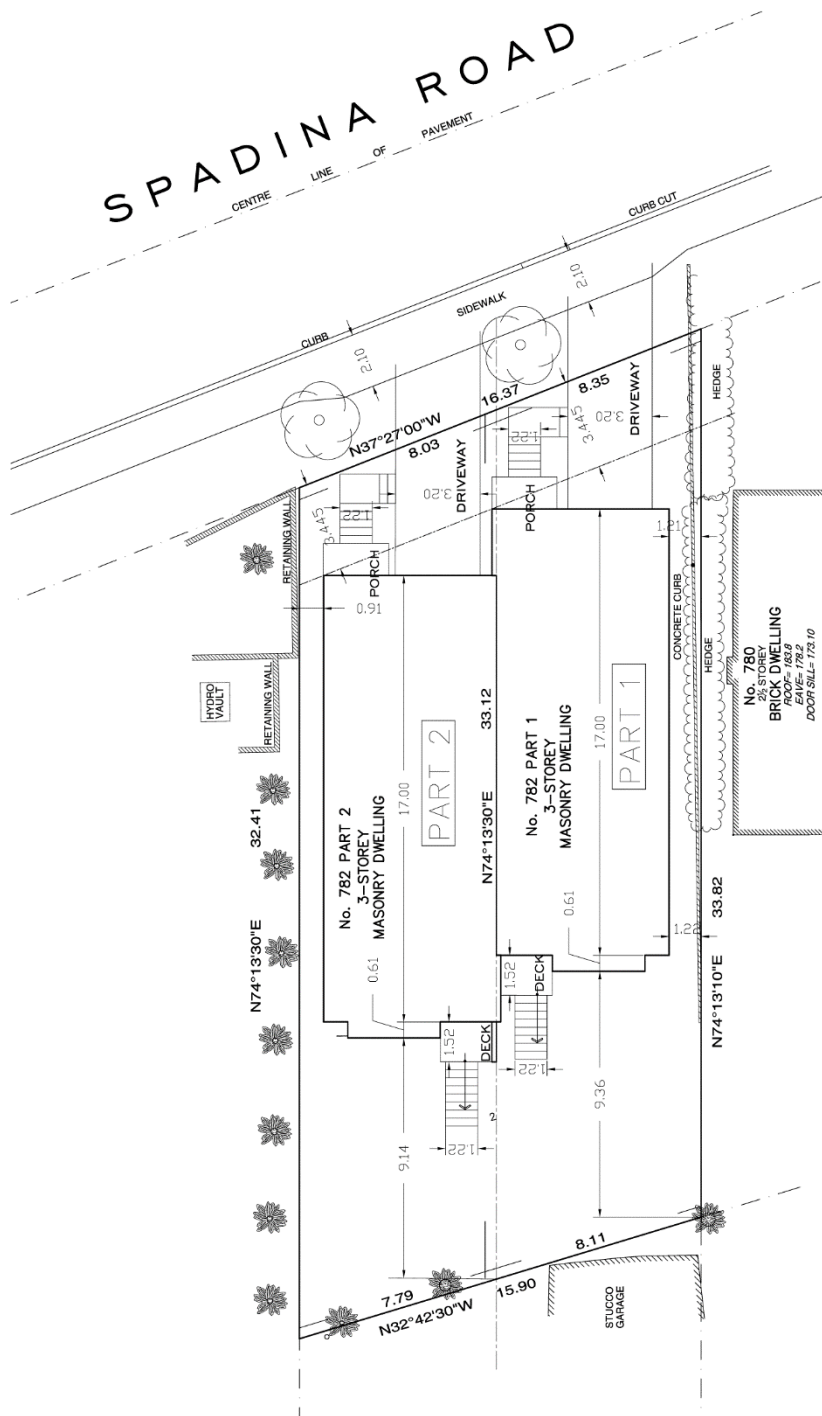 SPADINA ROAD
CENTRE LINE OF PAVEMENT
CURB CUT
2.10
SIDEWALK
CURB
2.10
HEDGE
8.35
16.37
N37°27'00"W
8.03
DRIVEWAY
3.20
3.445
1.22
DRIVEWAY
3.20
RETAINING WALL
1.22
3.445
PORCH
1.21
PORCH
0.61
CONCRETE CURB
HEDGE
No. 780
2½ STOREY
BRICK DWELLING
ROOF= 183.8
EAVE= 178.2
DOOR SILL= 173.10
HYDRO
VAULT
RETAINING WALL
33.12
N74°13'30"E
PART 1
17.00
PART 2
17.00
No. 782 PART 1
3-STOREY
MASONRY DWELLING
No. 782 PART 2
3-STOREY
MASONRY DWELLING
32.41
N74°13'30"E
0.61
1.22
33.82
N74°13'10"E
0.61
1.52
DECK
1.52
DECK
1.22
2
1.22
9.36
9.14
8.11
15.90
7.79
N32°42'30"W
STUCCO
GARAGE